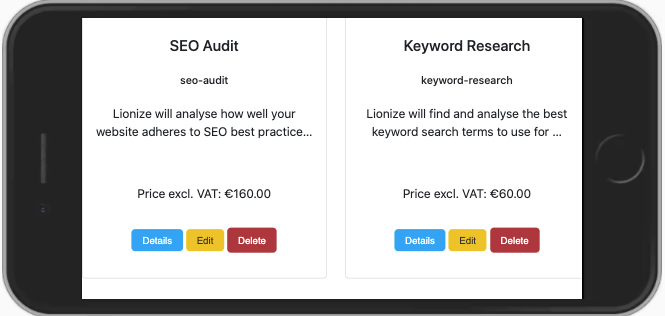 SEO Audit
seo-audit
Lionize will analyse how well your
website adheres to SEO best practice...
Price excl. VAT: €160.00
Details Edit Delete
Keyword Research
keyword-research
Lionize will find and analyse the best
keyword search terms to use for ...
Price excl. VAT: €60.00
Details Edit Delete